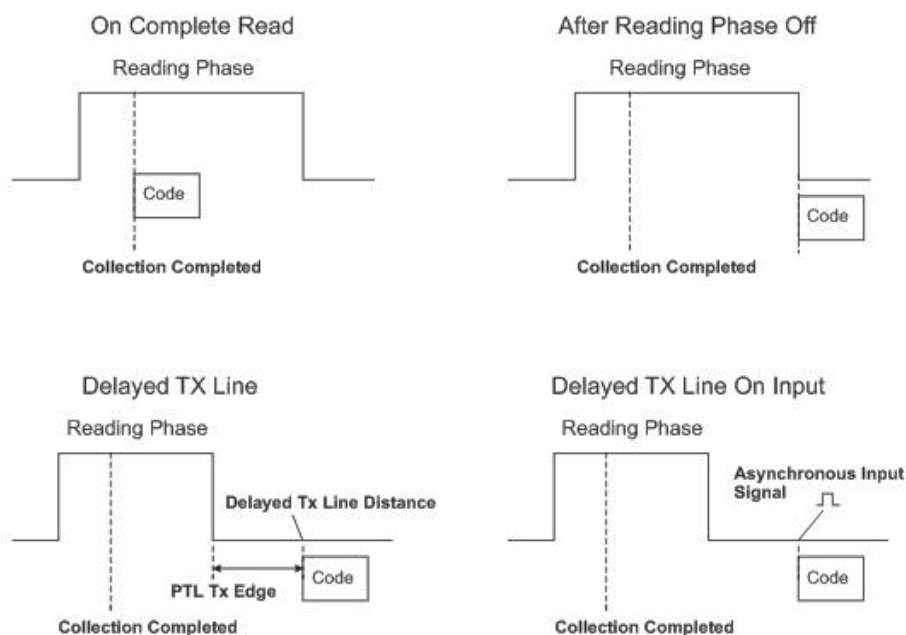 On Complete Read
Reading Phase
Code
Collection Completed
After Reading Phase Off
Reading Phase
Code
Collection Completed
Delayed TX Line
Reading Phase
Delayed Tx Line Distance
PTL Tx Edge
Code
Collection Completed
Delayed TX Line On Input
Reading Phase
Asynchronous Input
Signal
Code
Collection Completed